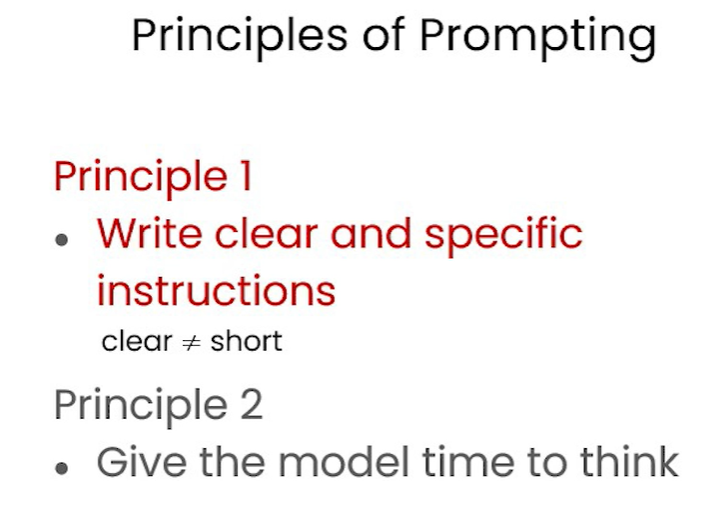 Principles of Prompting
Principle 1
• Write clear and specific
instructions
clear ≠ short
Principle 2
• Give the model time to think